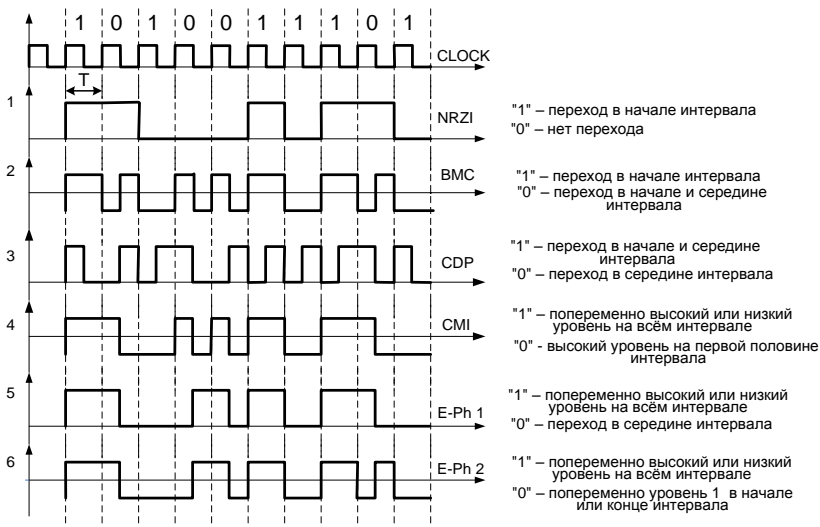 1 0 1 0 0 1 1 1 0 1
CLOCK
T
1
NRZI
"1" – переход в начале интервала
"0" – нет перехода
2
BMC
"1" – переход в начале интервала
"0" – переход в начале и середине
интервала
3
CDP
"1" – переход в начале и середине
интервала
"0" – переход в середине интервала
4
CMI
"1" – попеременно высокий или низкий
уровень на всём интервале
"0" - высокий уровень на первой половине
интервала
5
E-Ph 1
"1" – попеременно высокий или низкий
уровень на всём интервале
"0" – переход в середине интервала
6
E-Ph 2
"1" – попеременно высокий или низкий
уровень на всём интервале
"0" – попеременно уровень 1 в начале
или конце интервала